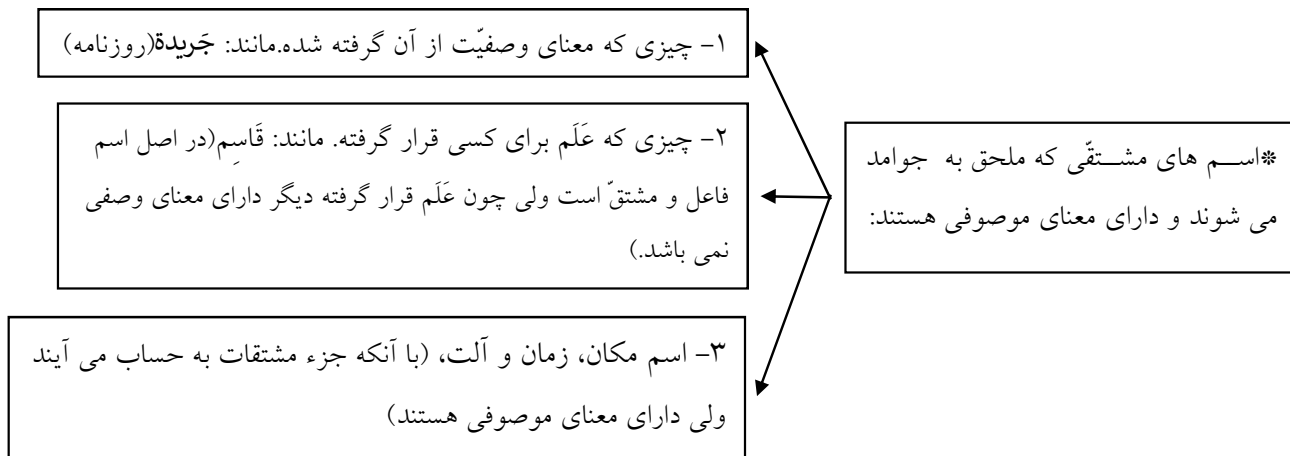 *اسم های مشتقّی که ملحق به جوامد
می شوند و دارای معنای موصوفی هستند:
۱- چیزی که معنای وصفیّت از آن گرفته شده.مانند: جَریدة(روزنامه)
۲- چیزی که عَلَم برای کسی قرار گرفته. مانند: قَاسِم(در اصل اسم
فاعل و مشتقّ است ولی چون عَلَم قرار گرفته دیگر دارای معنای وصفی
نمی باشد.)
۳- اسم مکان، زمان و آلت، (با آنکه جزء مشتقات به حساب می آیند
ولی دارای معنای موصوفی هستند)